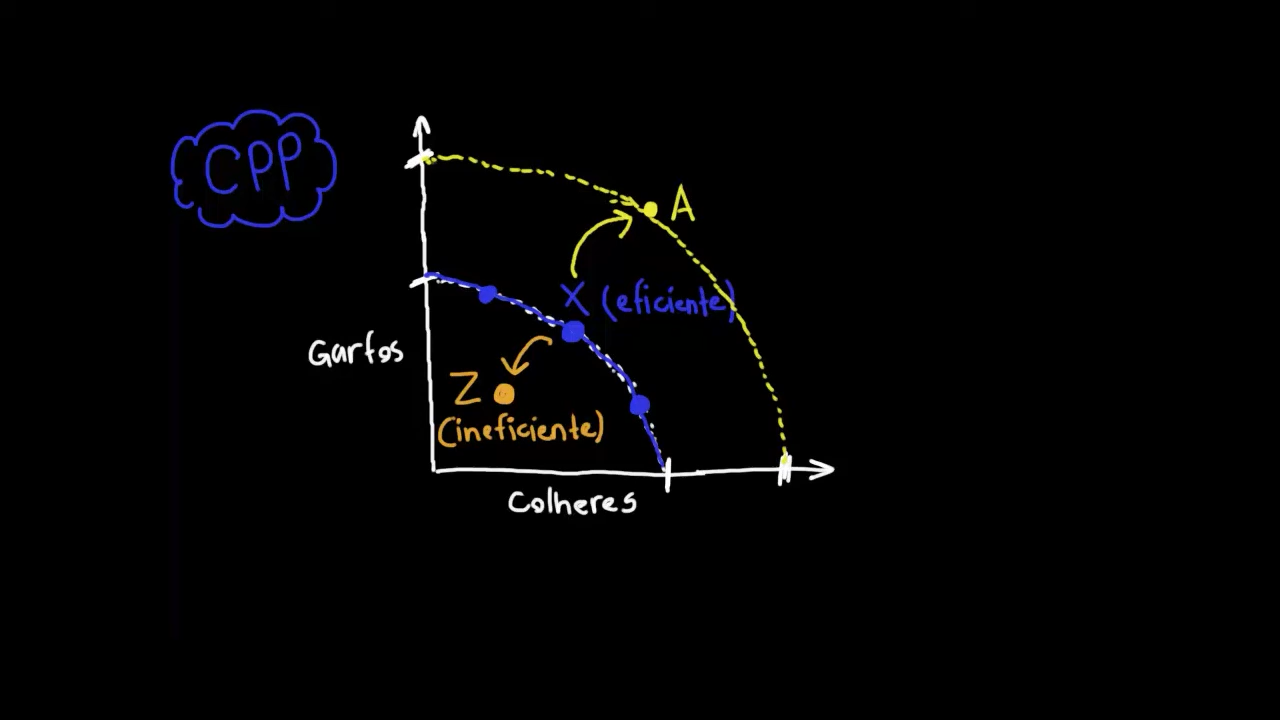 CPP
A
X (eficiente)
Garfos
Z
(ineficiente)
Colheres